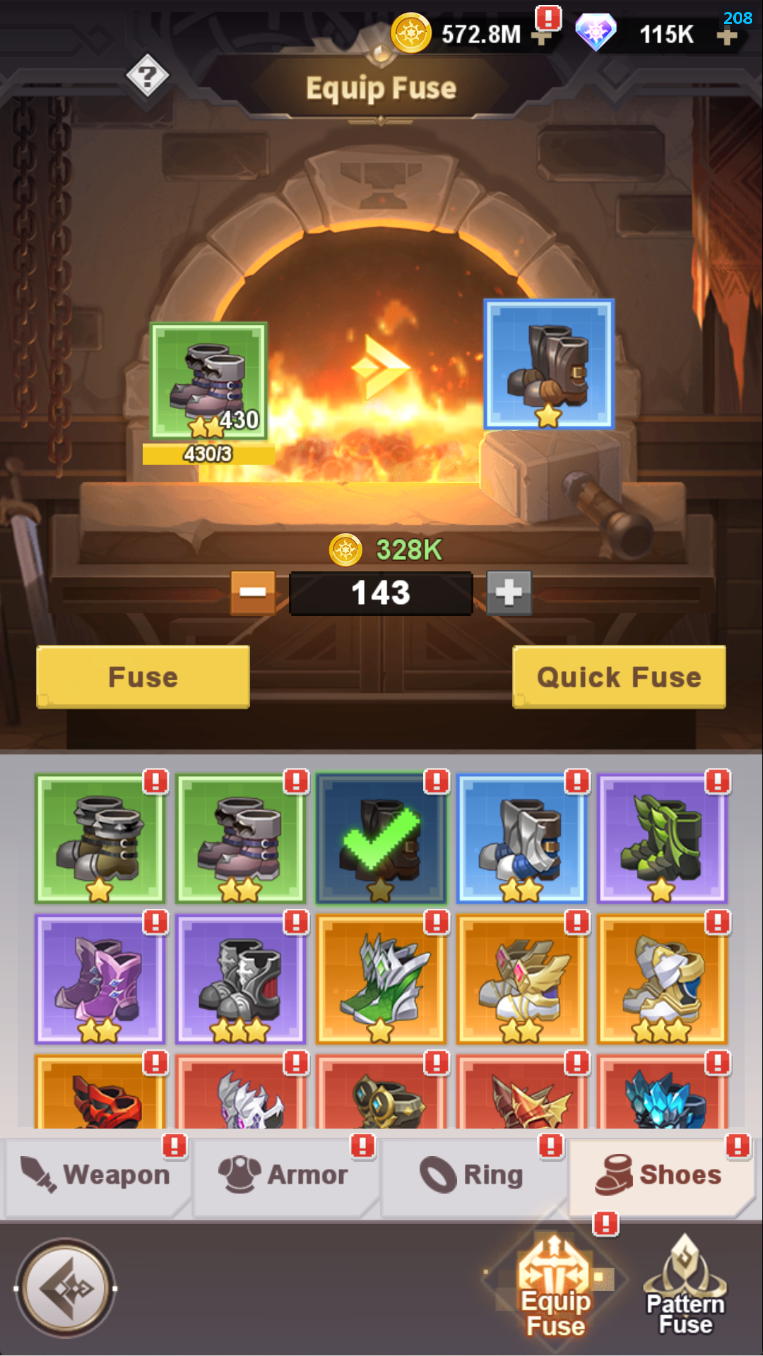 208
572.8M
115K
?
Equip Fuse
430
430/3
328K
143
Fuse
Quick Fuse
Weapon
Armor
Ring
Shoes
Equip
Fuse
Pattern
Fuse